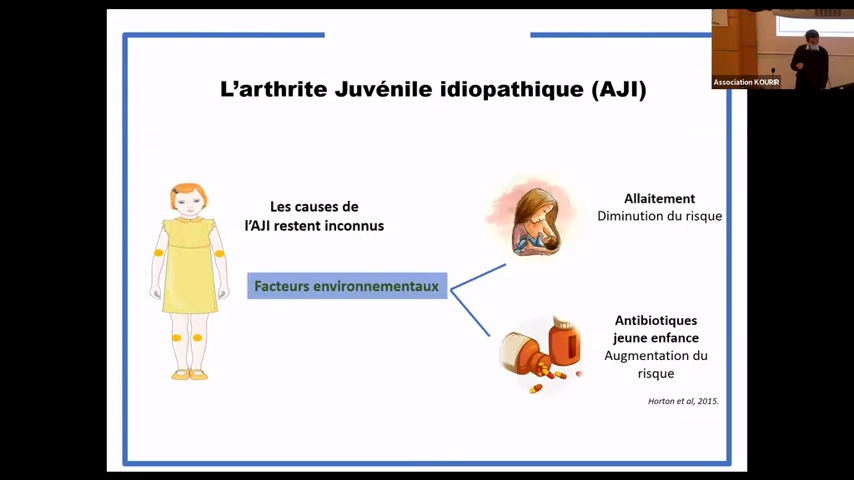 L'arthrite Juvénile idiopathique (AJI)
Association KOURIR
Les causes de
l'AJI restent inconnus
Facteurs environnementaux
Allaitement
Diminution du risque
Antibiotiques
jeune enfance
Augmentation du
risque
Horton et al, 2015.